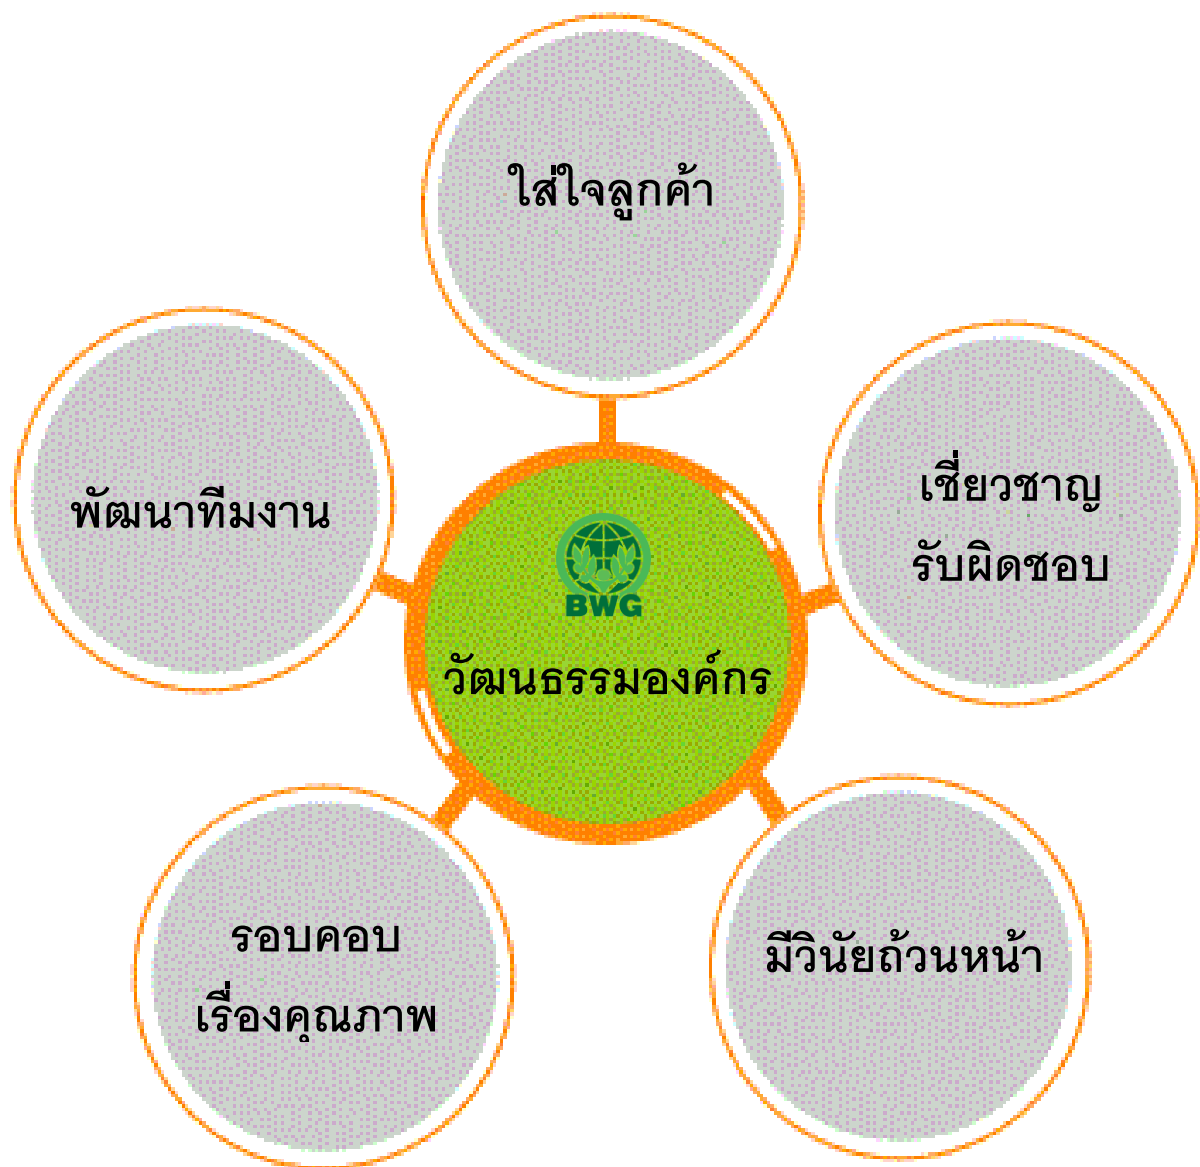 ใส่ใจลูกค้า
เชี่ยวชาญ
รับผิดชอบ
มีวินัยถ้วนหน้า
รอบคอบ
เรื่องคุณภาพ
พัฒนาทีมงาน
BWG
วัฒนธรรมองค์กร